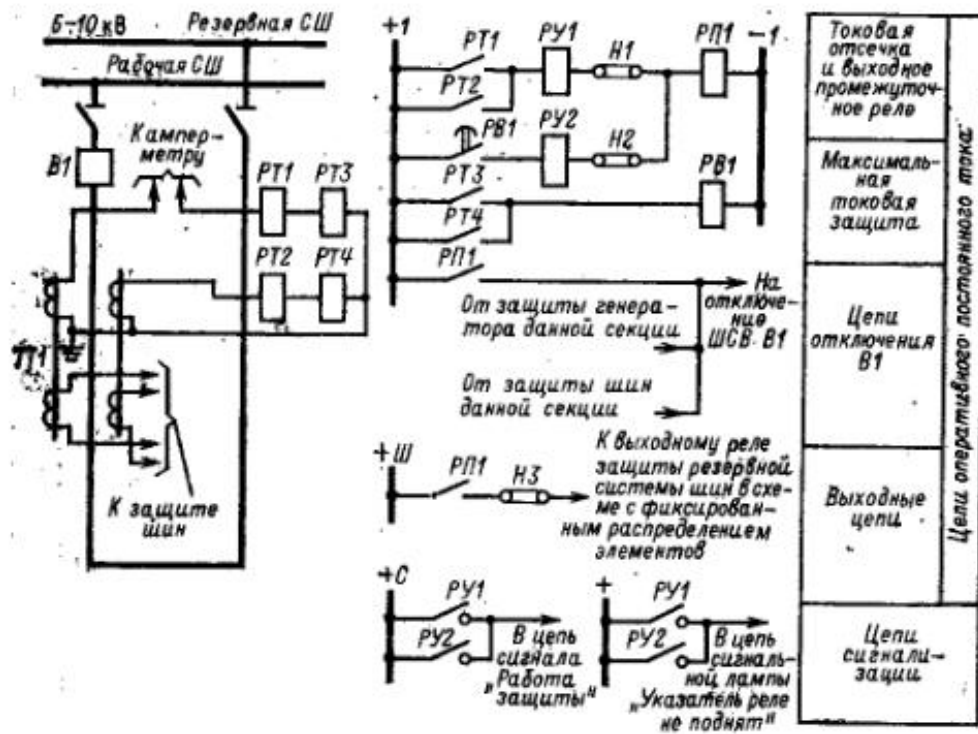 6-10 кВ
Резервная СШ
Рабочая СШ
К ампер-
метру
В1
РТ1
РТ3
РТ2
РТ4
ТТ1
К защите
шин
+1
РТ1
РУ1
Н1
РП1
-1
РТ2
РВ1
РУ2
Н2
РТ3
РВ1
РТ4
РП1
От защиты генера-
тора данной секции
На
отключе-
ние
ШСВ В1
От защиты шин
данной секции
+Ш
РП1
Н3
К выходному реле
защиты резервной
системы шин в схе-
ме с фиксирован-
ным распределением
элементов
+С
РУ1
РУ2
В цепь
сигнала
„Работа
защиты"
+
РУ1
РУ2
В цепь
сигналь-
ной лампы
„Указатель реле
не поднят"
Токовая
отсечка
и выходное
промежуточ-
ное реле
Максималь-
ная
токовая
защита
Цепи
отключения
В1
Выходные
цепи
Цепи оперативного постоянного тока
Цепи
сигнали-
зации